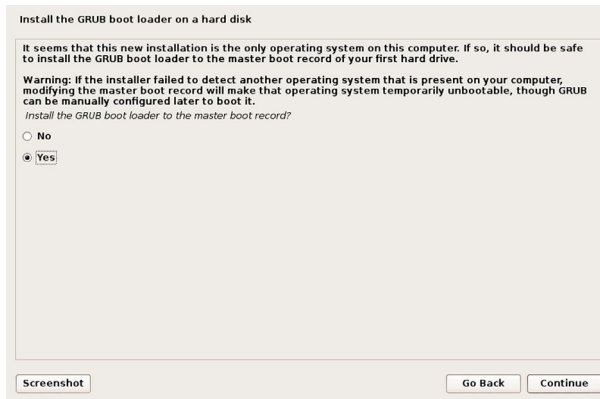 Install the GRUB boot loader on a hard disk
It seems that this new installation is the only operating system on this computer. If so, it should be safe
to install the GRUB boot loader to the master boot record of your first hard drive.
Warning: If the installer failed to detect another operating system that is present on your computer,
modifying the master boot record will make that operating system temporarily unbootable, though GRUB
can be manually configured later to boot it.
Install the GRUB boot loader to the master boot record?
No
Yes
Screenshot
Go Back
Continue